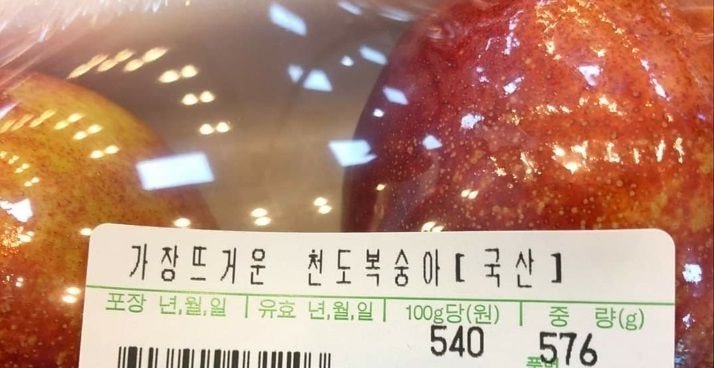 가장뜨거운 천도복숭아[국산]
포장 년,월,일 유효 년,월,일 100g당(원) 중 량(g)
540 576